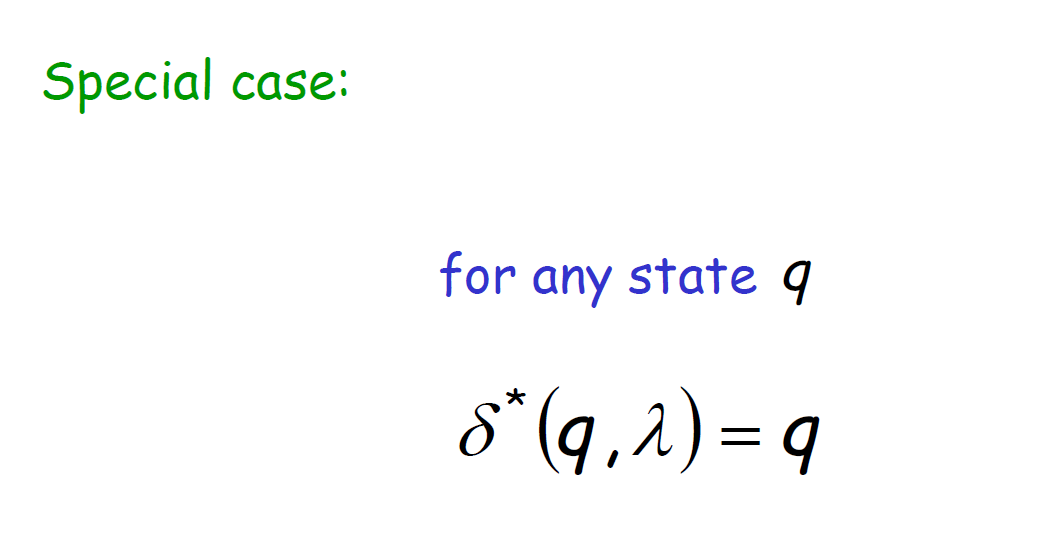 Special case:
for any state q
δ*(q,λ)=q